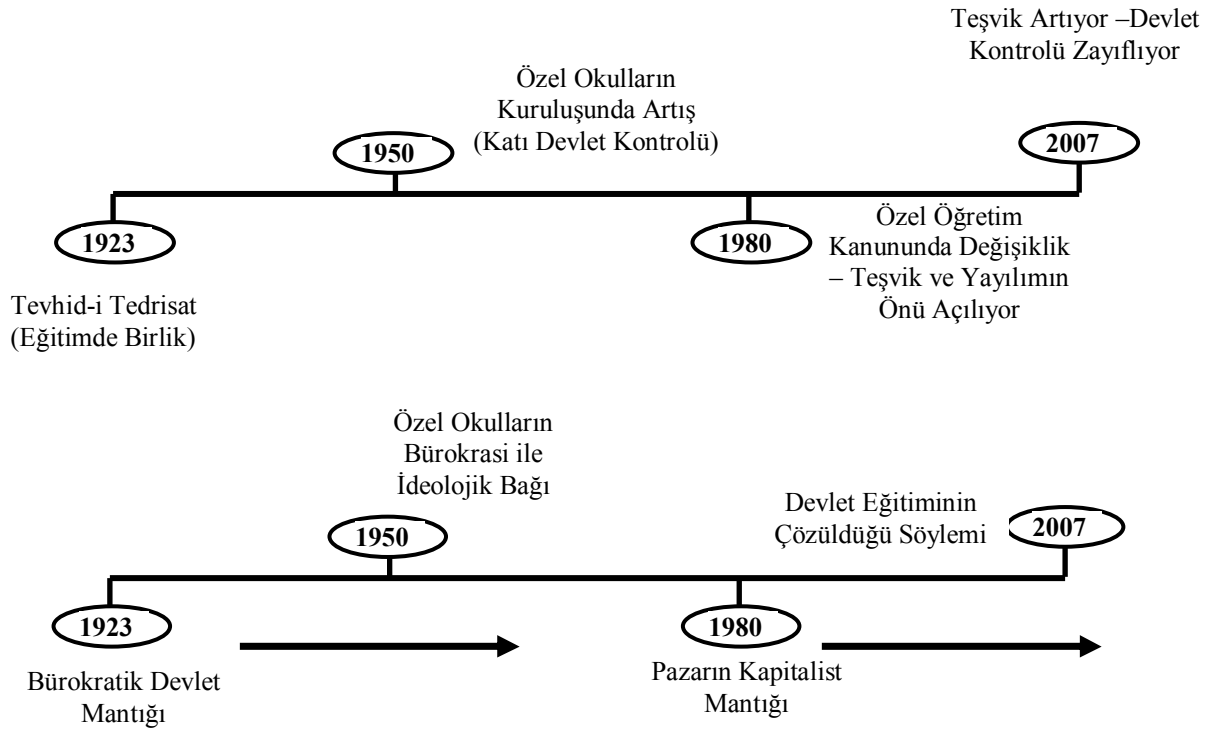 Teşvik Artıyor –Devlet
Kontrolü Zayıflıyor
Özel Okulların
Kuruluşunda Artış
(Katı Devlet Kontrolü)
1950
2007
1923
1980
Özel Öğretim
Kanununda Değişiklik
– Teşvik ve Yayılımın
Önü Açılıyor
Tevhid-i Tedrisat
(Eğitimde Birlik)
Özel Okulların
Bürokrasi ile
İdeolojik Bağı
Devlet Eğitiminin
Çözüldüğü Söylemi
1950
2007
1923
1980
Bürokratik Devlet
Mantığı
Pazarın Kapitalist
Mantığı